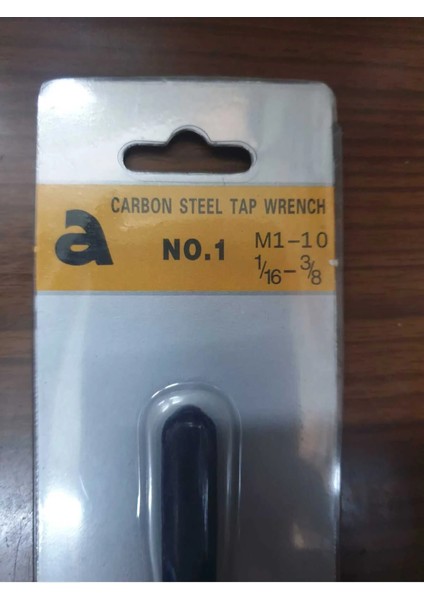 CARBON STEEL TAP WRENCH
a NO.1 M1-10
1/16-3/8